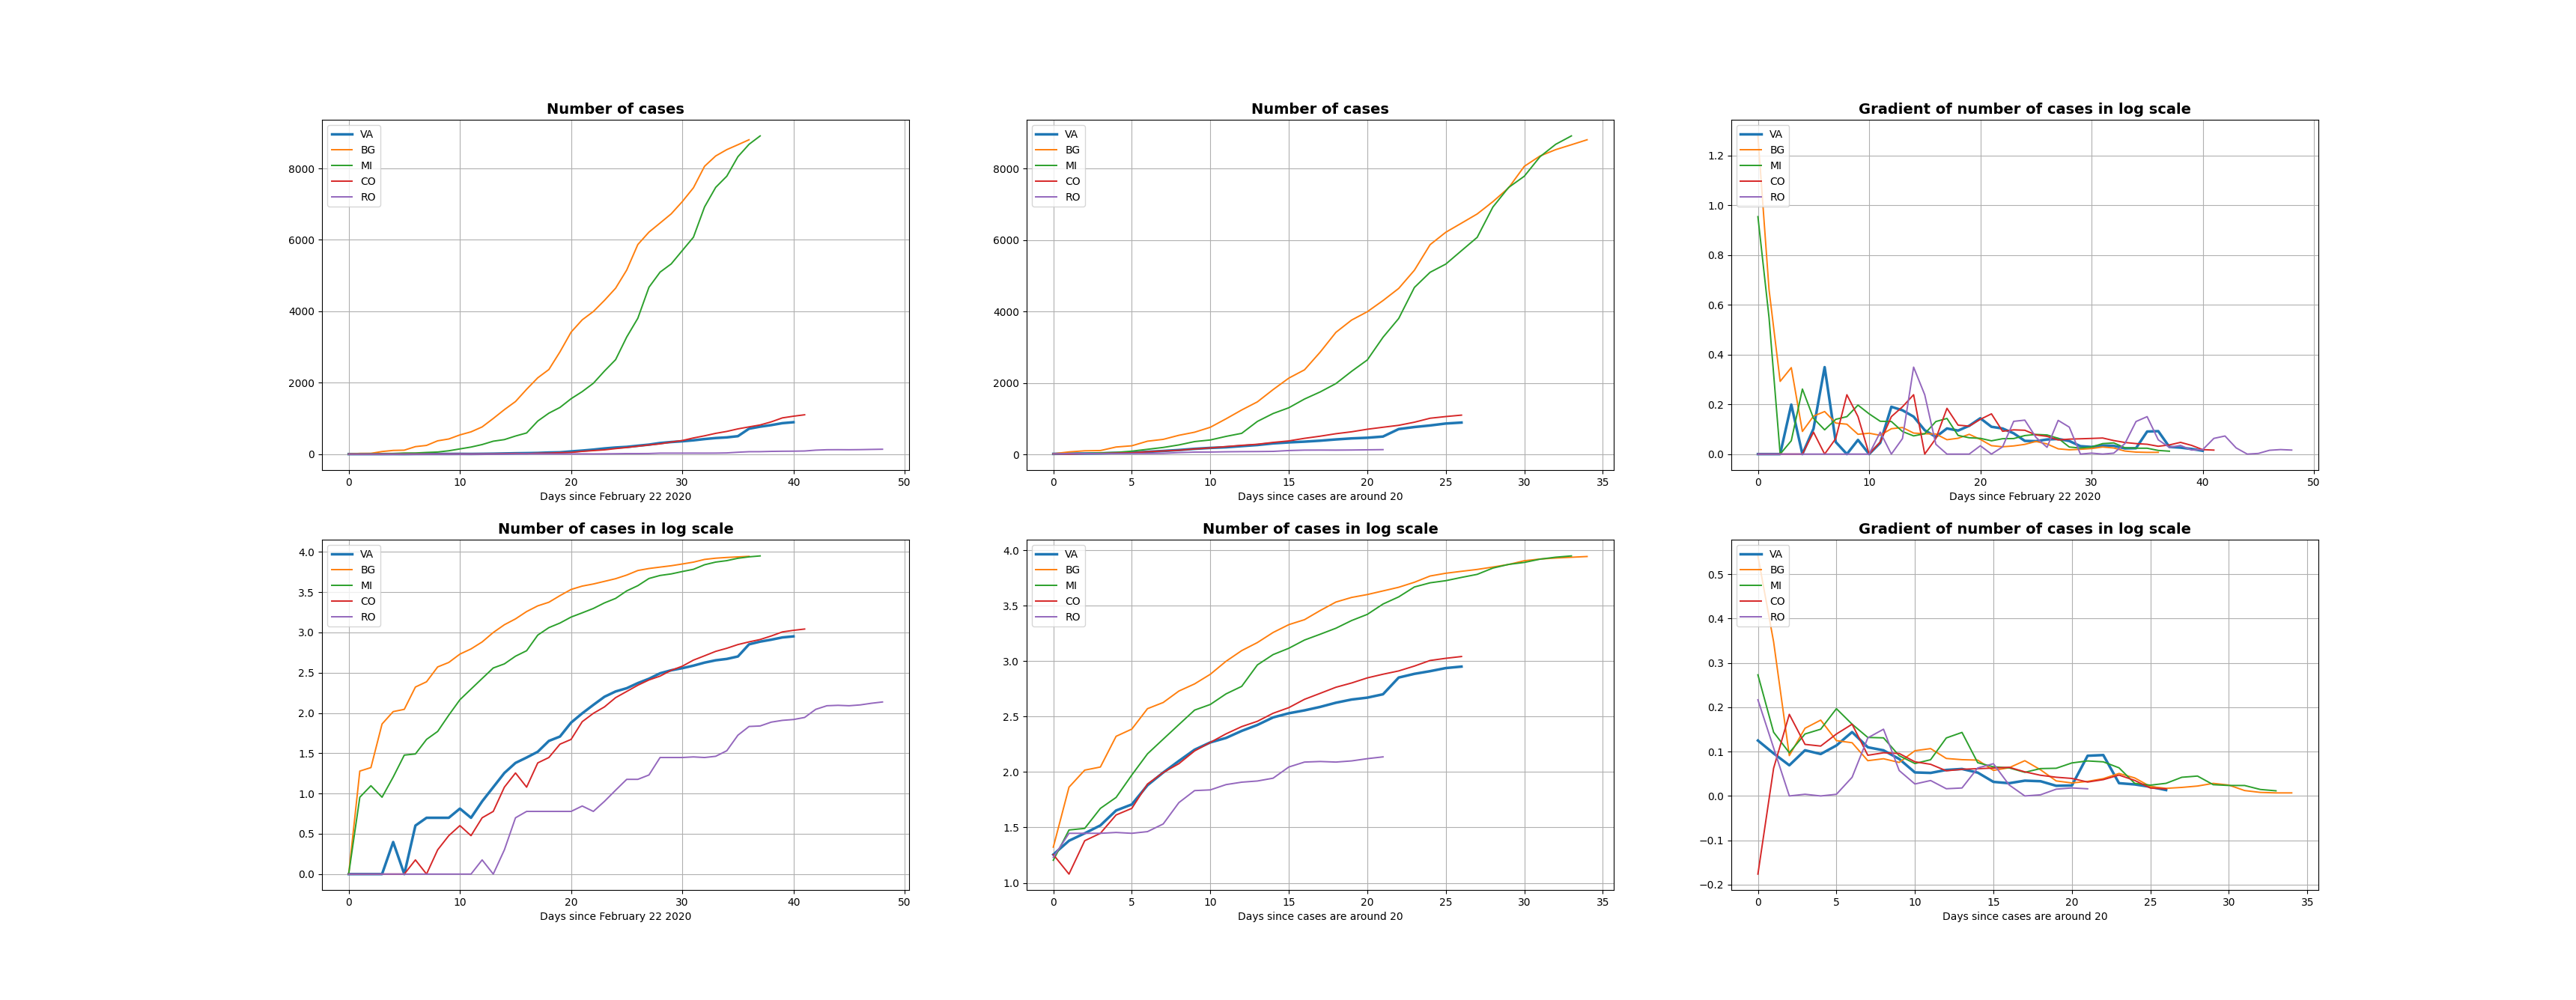 Number of cases
VA
BG
MI
CO
RO
8000
6000
4000
2000
0
0 10 20 30 40 50
Days since February 22 2020
Number of cases
VA
BG
MI
CO
RO
8000
6000
4000
2000
0
0 5 10 15 20 25 30 35
Days since cases are around 20
Gradient of number of cases in log scale
VA
BG
MI
CO
RO
1.2
1.0
0.8
0.6
0.4
0.2
0.0
0 10 20 30 40 50
Days since February 22 2020
Number of cases in log scale
VA
BG
MI
CO
RO
4.0
3.5
3.0
2.5
2.0
1.5
1.0
0.5
0.0
0 10 20 30 40 50
Days since February 22 2020
Number of cases in log scale
VA
BG
MI
CO
RO
4.0
3.5
3.0
2.5
2.0
1.5
1.0
0 5 10 15 20 25 30 35
Days since cases are around 20
Gradient of number of cases in log scale
VA
BG
MI
CO
RO
0.5
0.4
0.3
0.2
0.1
0.0
−0.1
−0.2
0 5 10 15 20 25 30 35
Days since cases are around 20